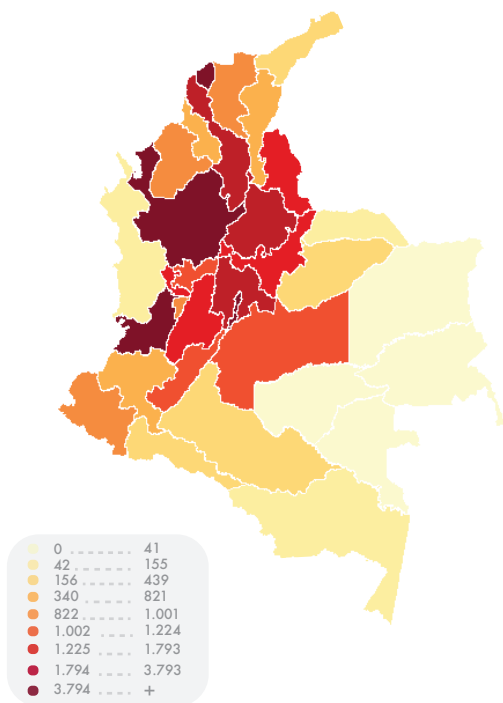 0 ........ 41
42 ........ 155
156 ........ 439
340 ........ 821
822 ........ 1.001
1.002 ........ 1.224
1.225 ........ 1.793
1.794 ........ 3.793
3.794 ........ +